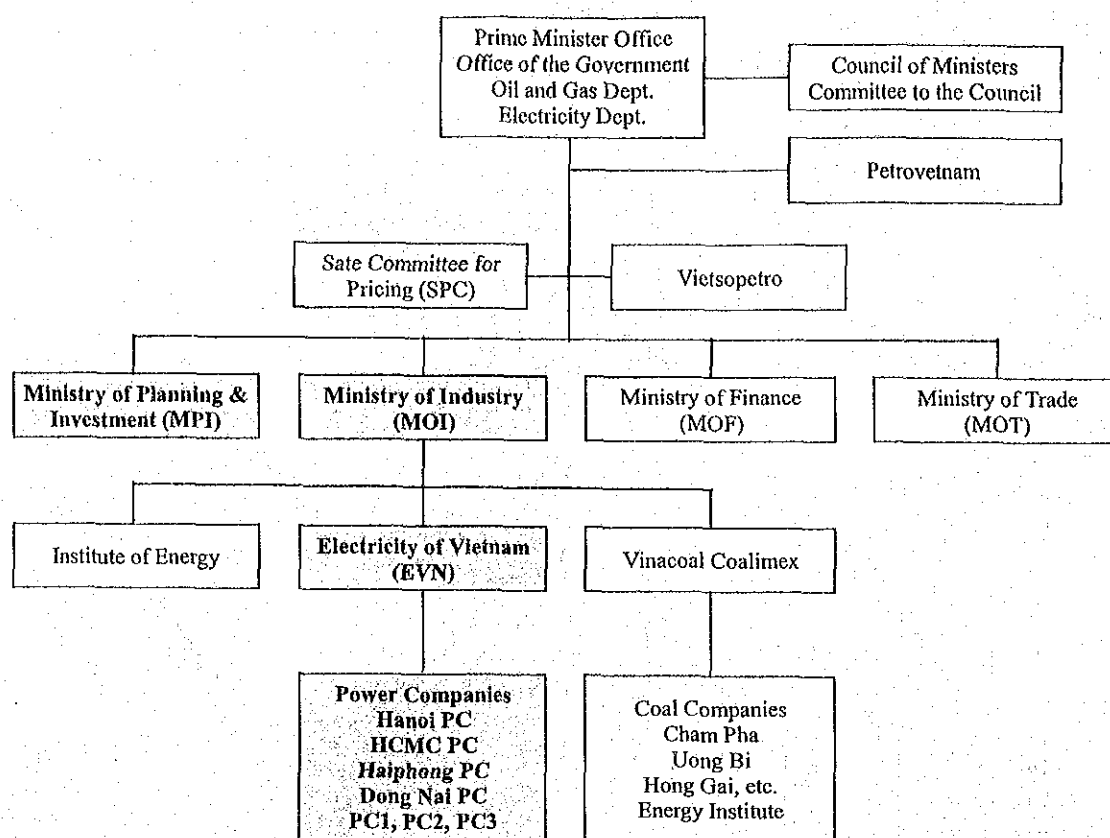 Prime Minister Office
Office of the Government
Oil and Gas Dept.
Electricity Dept.
Council of Ministers
Committee to the Council
Petrovetnam
Sate Committee for
Pricing (SPC)
Vietsopetro
Ministry of Planning &
Investment (MPI)
Ministry of Industry
(MOI)
Ministry of Finance
(MOF)
Ministry of Trade
(MOT)
Institute of Energy
Electricity of Vietnam
(EVN)
Vinacoal Coalimex
Power Companies
Hanoi PC
HCMC PC
Haiphong PC
Dong Nai PC
PC1, PC2, PC3
Coal Companies
Cham Pha
Uong Bi
Hong Gai, etc.
Energy Institute